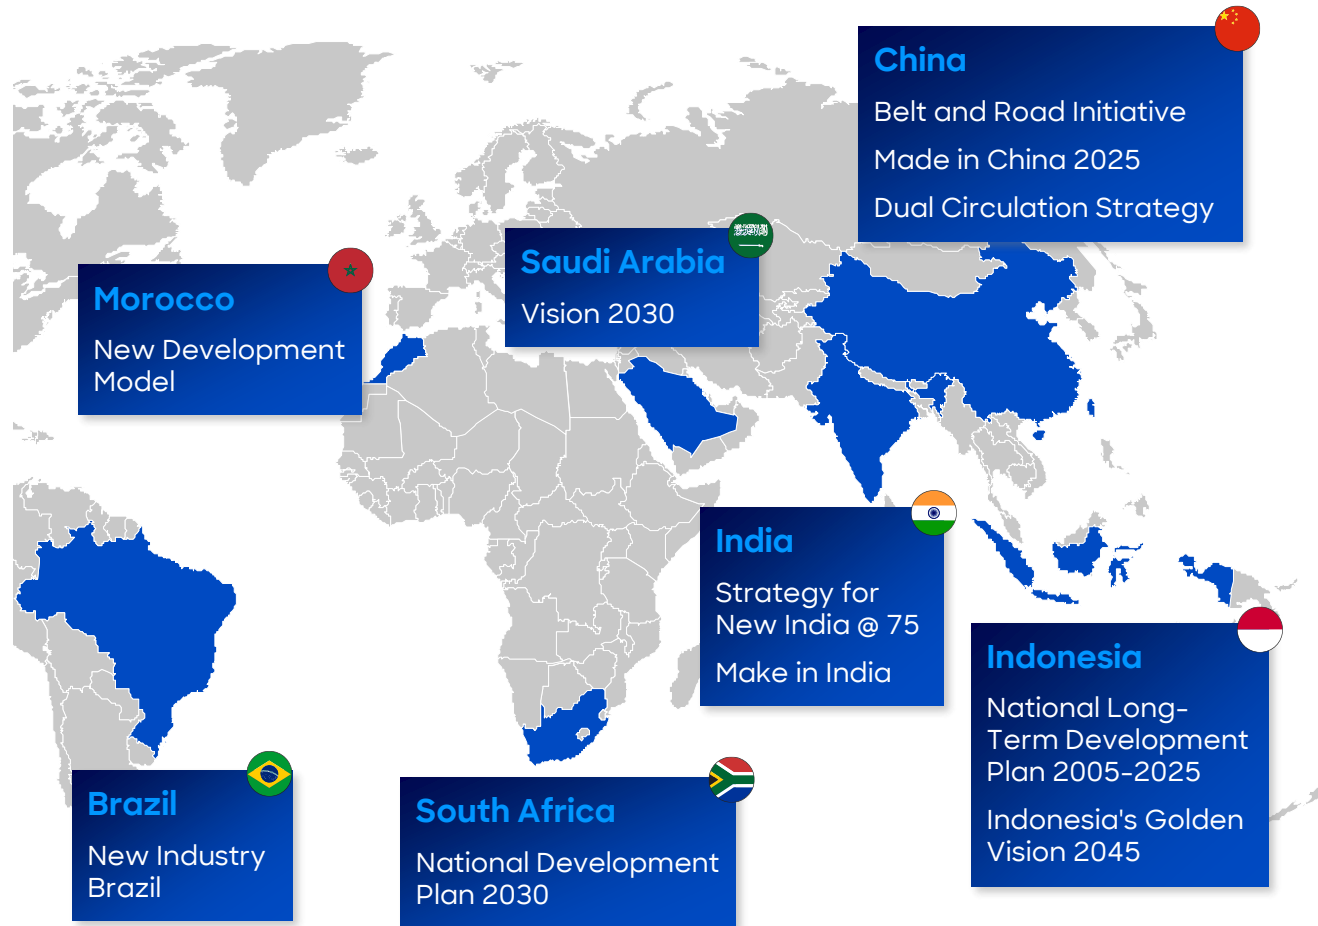 China
Belt and Road Initiative
Made in China 2025
Dual Circulation Strategy
Saudi Arabia
Vision 2030
Morocco
New Development
Model
India
Strategy for
New India @ 75
Make in India
Indonesia
National Long-
Term Development
Plan 2005-2025
Indonesia's Golden
Vision 2045
Brazil
New Industry
Brazil
South Africa
National Development
Plan 2030